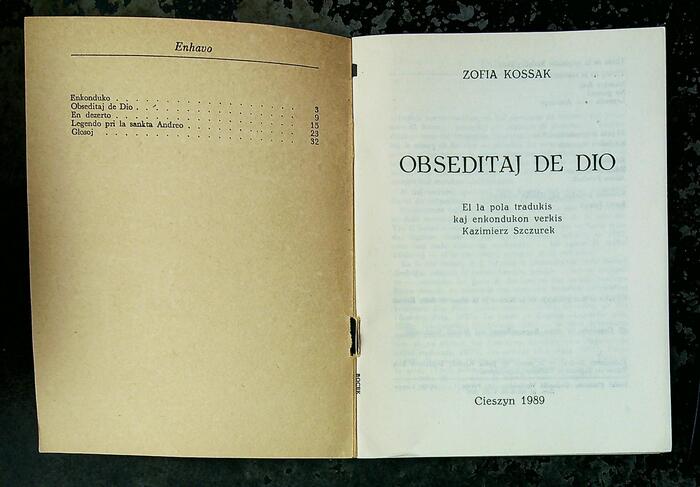 Enhavo
Enkonduko . . . . . . . . . . . . . 3
Obseditaj de Dio . . . . . . . . . . . 9
En dezerto . . . . . . . . . . . . . 15
Legendo pri la sankta Andreo . . . . . . . . 23
Glosoj . . . . . . . . . . . . . . 32
ZOFIA KOSSAK
OBSEDITAJ DE DIO
El la pola tradukis
kaj enkondukon verkis
Kazimierz Szczurek
Cieszyn 1989